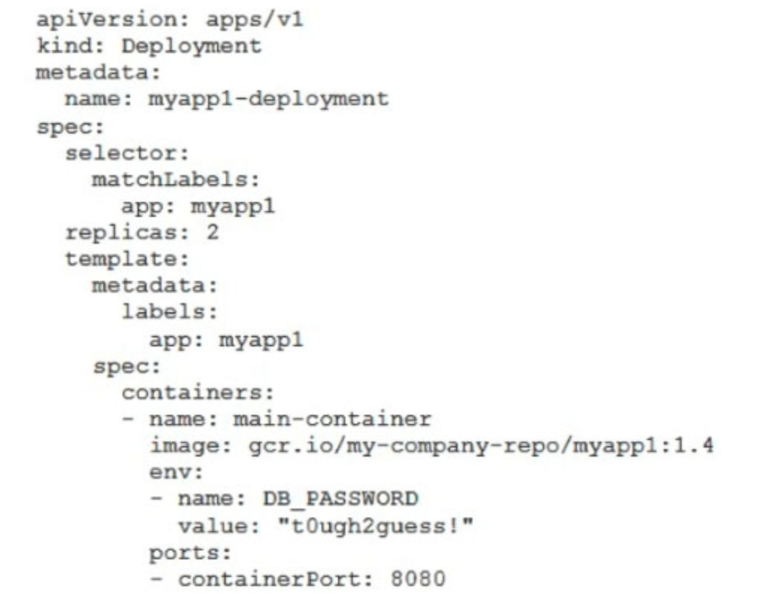 apiVersion: apps/v1
kind: Deployment
metadata:
  name: myapp1-deployment
spec:
  selector:
    matchLabels:
      app: myapp1
  replicas: 2
  template:
    metadata:
      labels:
        app: myapp1
    spec:
      containers:
      - name: main-container
        image: gcr.io/my-company-repo/myapp1:1.4
        env:
        - name: DB_PASSWORD
          value: "t0ugh2guess!"
        ports:
        - containerPort: 8080